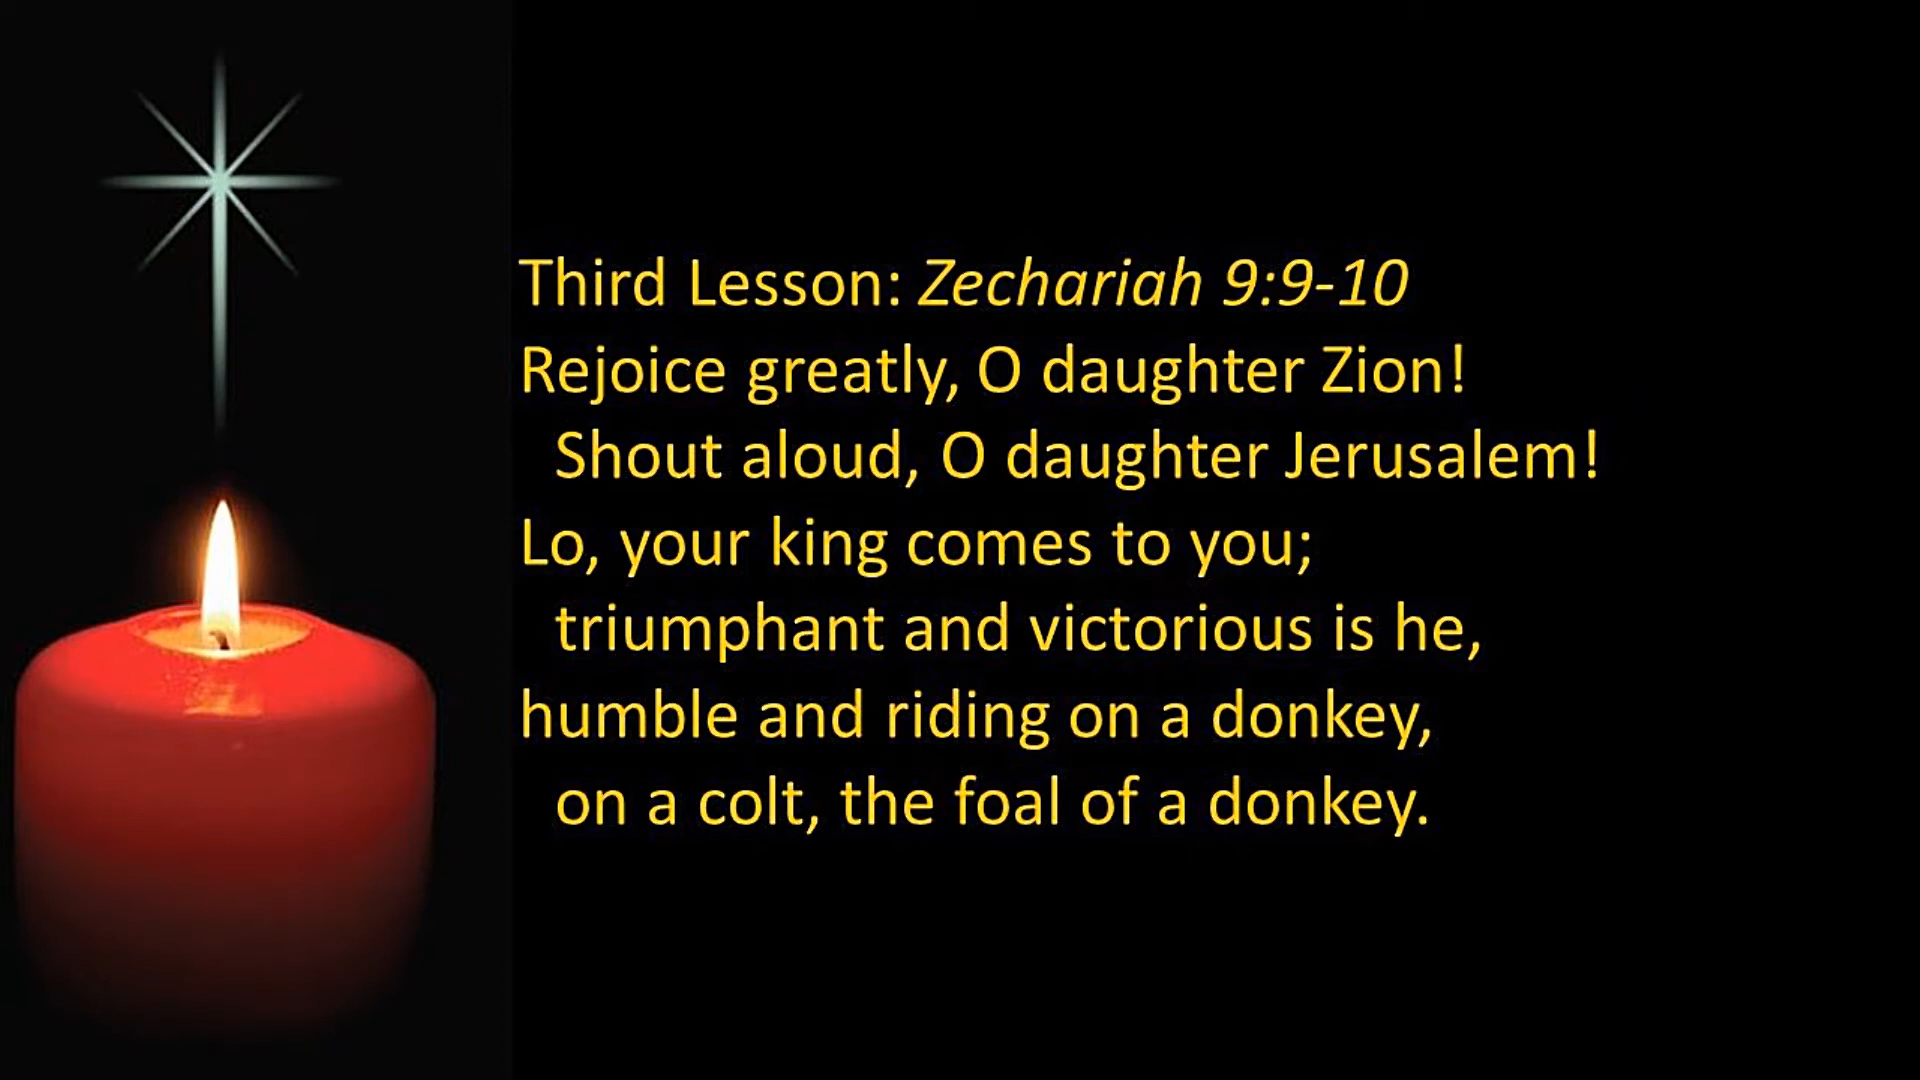 Third Lesson: Zechariah 9:9-10
Rejoice greatly, O daughter Zion!
Shout aloud, O daughter Jerusalem!
Lo, your king comes to you;
triumphant and victorious is he,
humble and riding on a donkey,
on a colt, the foal of a donkey.